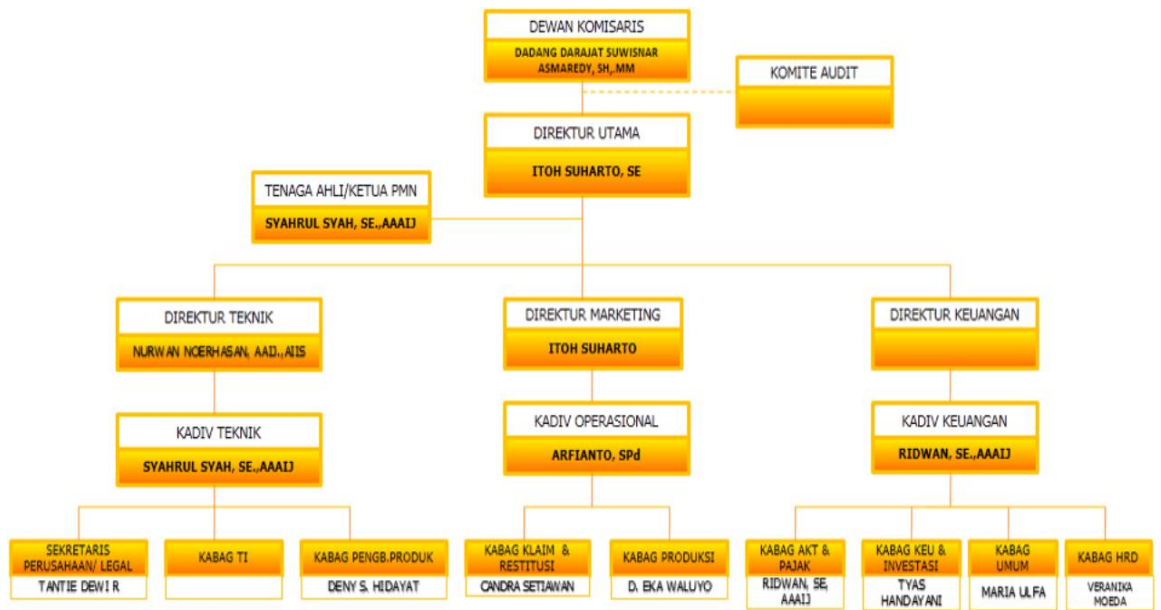 DEWAN KOMISARIS
DADANG DARAJAT SUWISNAR
ASMAREDY, SH,.MM
KOMITE AUDIT
DIREKTUR UTAMA
ITOH SUHARTO, SE
TENAGA AHLI/KETUA PMN
SYAHRUL SYAH, SE.,AAAIJ
DIREKTUR TEKNIK
NURWAN NOERHASAN, AAIJ.,AIIS
DIREKTUR MARKETING
ITOH SUHARTO
DIREKTUR KEUANGAN
KADIV TEKNIK
SYAHRUL SYAH, SE.,AAAIJ
KADIV OPERASIONAL
ARFIANTO, SPd
KADIV KEUANGAN
RIDWAN, SE.,AAAIJ
SEKRETARIS
PERUSAHAAN/ LEGAL
TANTIE DEWI R
KABAG TI
KABAG PENGB.PRODUK
DENY S. HIDAYAT
KABAG KLAIM &
RESTITUSI
CANDRA SETIAWAN
KABAG PRODUKSI
D. EKA WALUYO
KABAG AKT &
PAJAK
RIDWAN, SE,
AAAIJ
KABAG KEU &
INVESTASI
TYAS
HANDAYANI
KABAG
UMUM
MARIA ULFA
KABAG HRD
VERANIKA
MOEDA